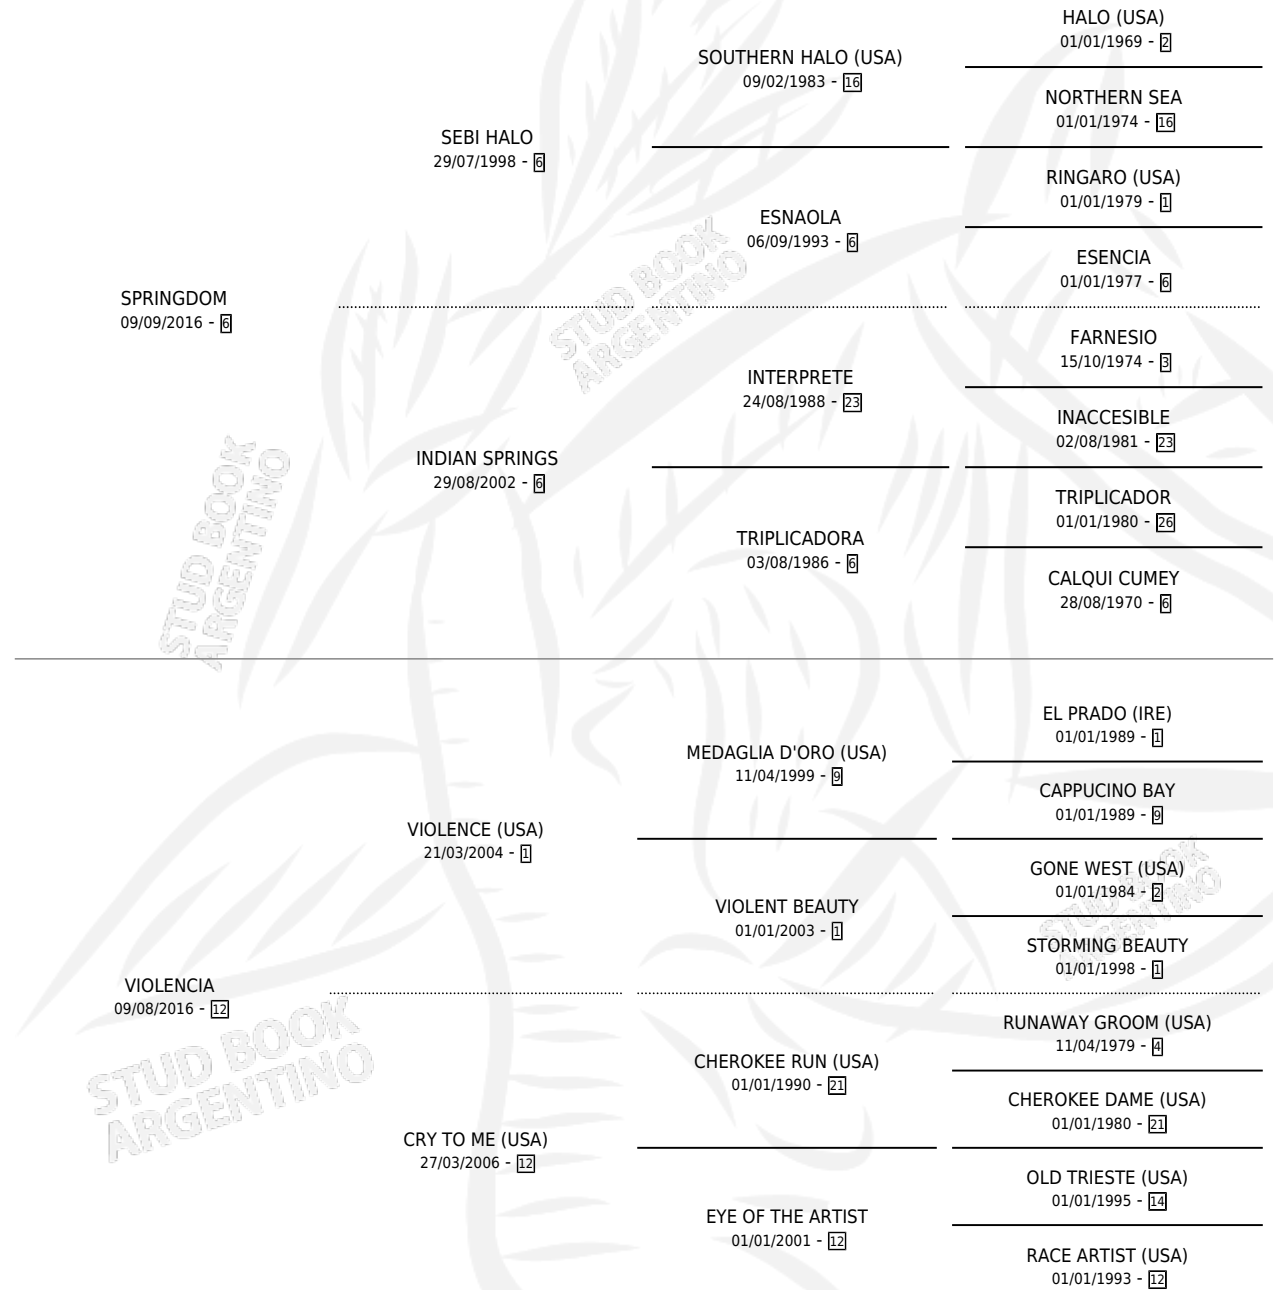 HALO (USA)
01/01/1969 - 2
SOUTHERN HALO (USA)
09/02/1983 - 16
NORTHERN SEA
01/01/1974 - 16
SEBI HALO
29/07/1998 - 6
RINGARO (USA)
01/01/1979 - 1
ESNAOLA
06/09/1993 - 6
ESENCIA
01/01/1977 - 6
STUD BOOK
ARGENTINO
SPRINGDOM
09/09/2016 - 6
FARNESIO
15/10/1974 - 3
INTERPRETE
24/08/1988 - 23
INACCESIBLE
02/08/1981 - 23
INDIAN SPRINGS
29/08/2002 - 6
TRIPLICADOR
01/01/1980 - 26
TRIPLICADORA
03/08/1986 - 6
CALQUI CUMEY
28/08/1970 - 6
STUD BOOK
ARGENTINO
EL PRADO (IRE)
01/01/1989 - 1
MEDAGLIA D'ORO (USA)
11/04/1999 - 9
CAPPUCINO BAY
01/01/1989 - 9
VIOLENCE (USA)
21/03/2004 - 1
GONE WEST (USA)
01/01/1984 - 2
VIOLENT BEAUTY
01/01/2003 - 1
STORMING BEAUTY
01/01/1998 - 1
STUD BOOK
ARGENTINO
VIOLENCIA
09/08/2016 - 12
RUNAWAY GROOM (USA)
11/04/1979 - 4
CHEROKEE RUN (USA)
01/01/1990 - 21
CHEROKEE DAME (USA)
01/01/1980 - 21
STUD BOOK
ARGENTINO
CRY TO ME (USA)
27/03/2006 - 12
OLD TRIESTE (USA)
01/01/1995 - 14
EYE OF THE ARTIST
01/01/2001 - 12
RACE ARTIST (USA)
01/01/1993 - 12